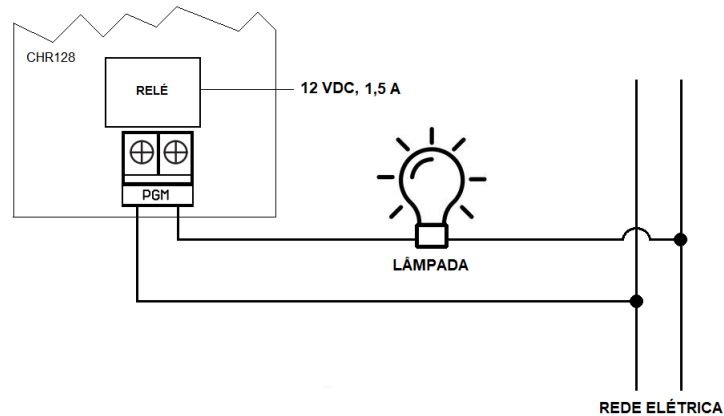 CHR128
RELÉ
12 VDC, 1,5 A
PGM
LÂMPADA
REDE ELÉTRICA